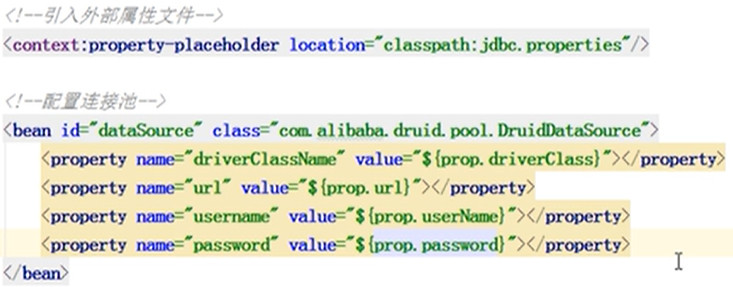 <!--引入外部属性文件-->
<context:property-placeholder location="classpath:jdbc.properties"/>
<!--配置连接池-->
<bean id="dataSource" class="com.alibaba.druid.pool.DruidDataSource">
<property name="driverClassName" value="${prop.driverClass}"></property>
<property name="url" value="${prop.url}"></property>
<property name="username" value="${prop.userName}"></property>
<property name="password" value="${prop.password}"></property>
</bean>